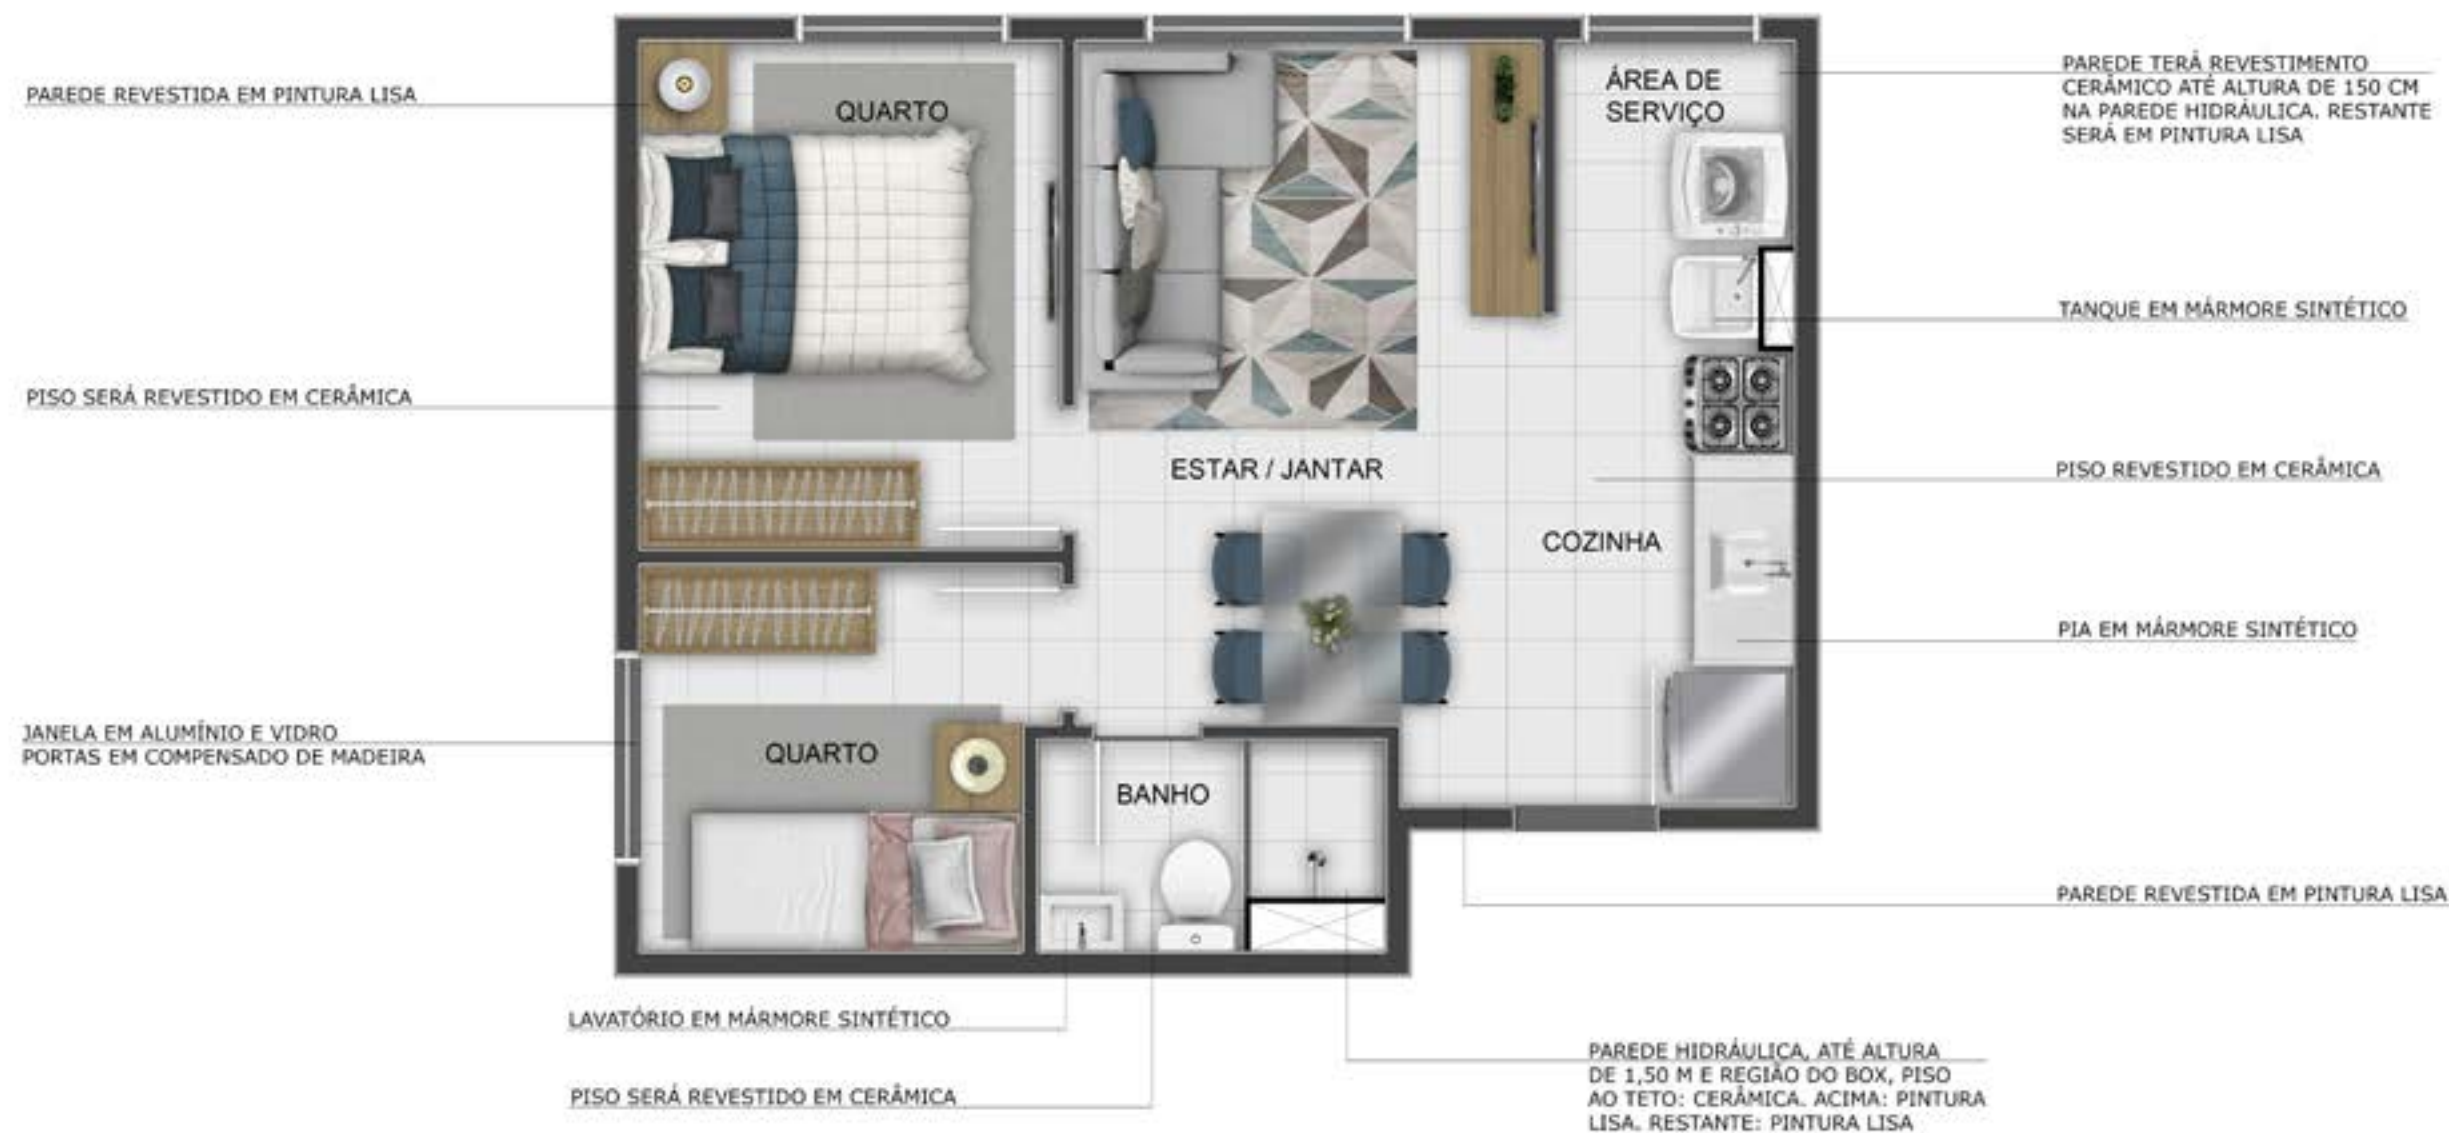 PAREDE REVESTIDA EM PINTURA LISA
QUARTO
ÁREA DE
SERVIÇO
PAREDE TERÁ REVESTIMENTO
CERÂMICO ATÉ ALTURA DE 150 CM
NA PAREDE HIDRÁULICA. RESTANTE
SERÁ EM PINTURA LISA
TANQUE EM MÁRMORE SINTÉTICO
PISO SERÁ REVESTIDO EM CERÂMICA
ESTAR / JANTAR
PISO REVESTIDO EM CERÂMICA
COZINHA
PIA EM MÁRMORE SINTÉTICO
JANELA EM ALUMÍNIO E VIDRO
PORTAS EM COMPENSADO DE MADEIRA
QUARTO
BANHO
PAREDE REVESTIDA EM PINTURA LISA
LAVATÓRIO EM MÁRMORE SINTÉTICO
PISO SERÁ REVESTIDO EM CERÂMICA
PAREDE HIDRÁULICA, ATÉ ALTURA
DE 1,50 M E REGIÃO DO BOX, PISO
AO TETO: CERÂMICA. ACIMA: PINTURA
LISA. RESTANTE: PINTURA LISA